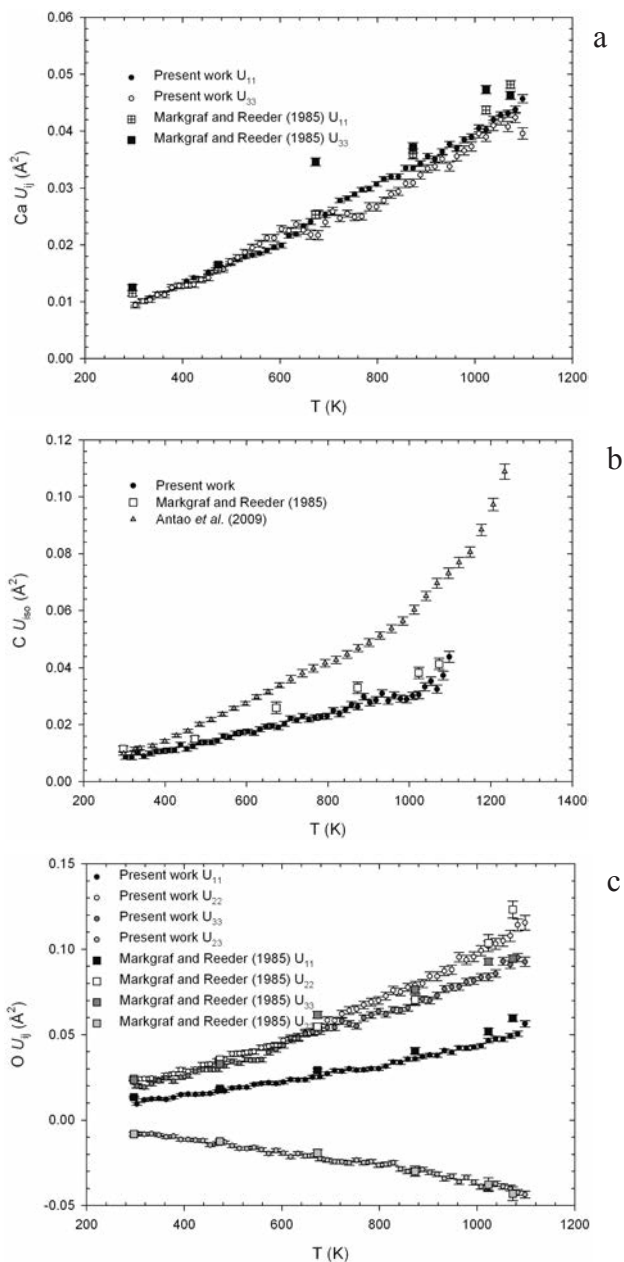 a
0.06
0.05
0.04
0.03
0.02
0.01
0.00
Ca Uij (Å2)
Present work U11
Present work U33
Markgraf and Reeder (1985) U11
Markgraf and Reeder (1985) U33
200 400 600 800 1000 1200
T (K)
b
0.12
0.10
0.08
0.06
0.04
0.02
0.00
C Uiso (Å2)
Present work
Markgraf and Reeder (1985)
Antao et al. (2009)
200 400 600 800 1000 1200 1400
T (K)
c
0.15
0.10
0.05
0.00
-0.05
O Uij (Å2)
Present work U11
Present work U22
Present work U33
Present work U23
Markgraf and Reeder (1985) U11
Markgraf and Reeder (1985) U22
Markgraf and Reeder (1985) U33
Markgraf and Reeder (1985) U
200 400 600 800 1000 1200
T (K)